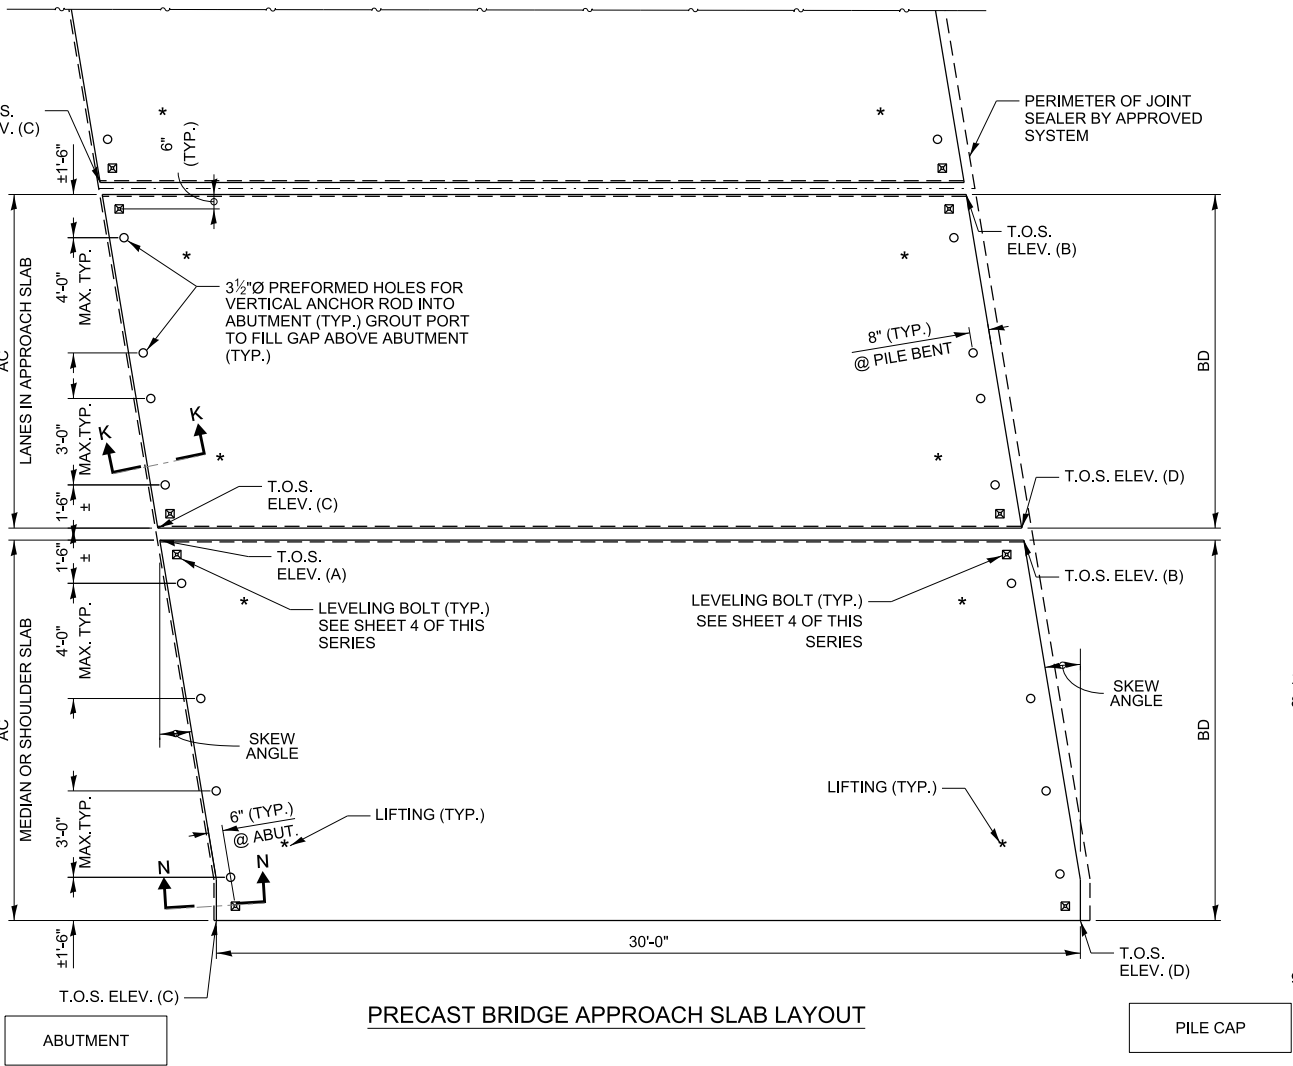 PERIMETER OF JOINT
SEALER BY APPROVED
SYSTEM
S.
V. (C)
±1'-6"
6"
(TYP.)
T.O.S.
ELEV. (B)
4'-0"
MAX. TYP.
3½"Ø PREFORMED HOLES FOR
VERTICAL ANCHOR ROD INTO
ABUTMENT (TYP.) GROUT PORT
TO FILL GAP ABOVE ABUTMENT
(TYP.)
8" (TYP.)
@ PILE BENT
AC
LANES IN APPROACH SLAB
BD
3'-0"
MAX.TYP.
K
K
T.O.S.
ELEV. (C)
T.O.S. ELEV. (D)
1'-6"
±
1'-6"
±
T.O.S.
ELEV. (A)
T.O.S. ELEV. (B)
LEVELING BOLT (TYP.)
SEE SHEET 4 OF THIS
SERIES
LEVELING BOLT (TYP.)
SEE SHEET 4 OF THIS
SERIES
4'-0"
MAX. TYP.
AC
MEDIAN OR SHOULDER SLAB
SKEW
ANGLE
SKEW
ANGLE
BD
3'-0"
MAX.TYP.
6" (TYP.)
@ ABUT.
LIFTING (TYP.)
LIFTING (TYP.)
N
N
±1'-6"
30'-0"
T.O.S. ELEV. (C)
T.O.S.
ELEV. (D)
PRECAST BRIDGE APPROACH SLAB LAYOUT
ABUTMENT
PILE CAP